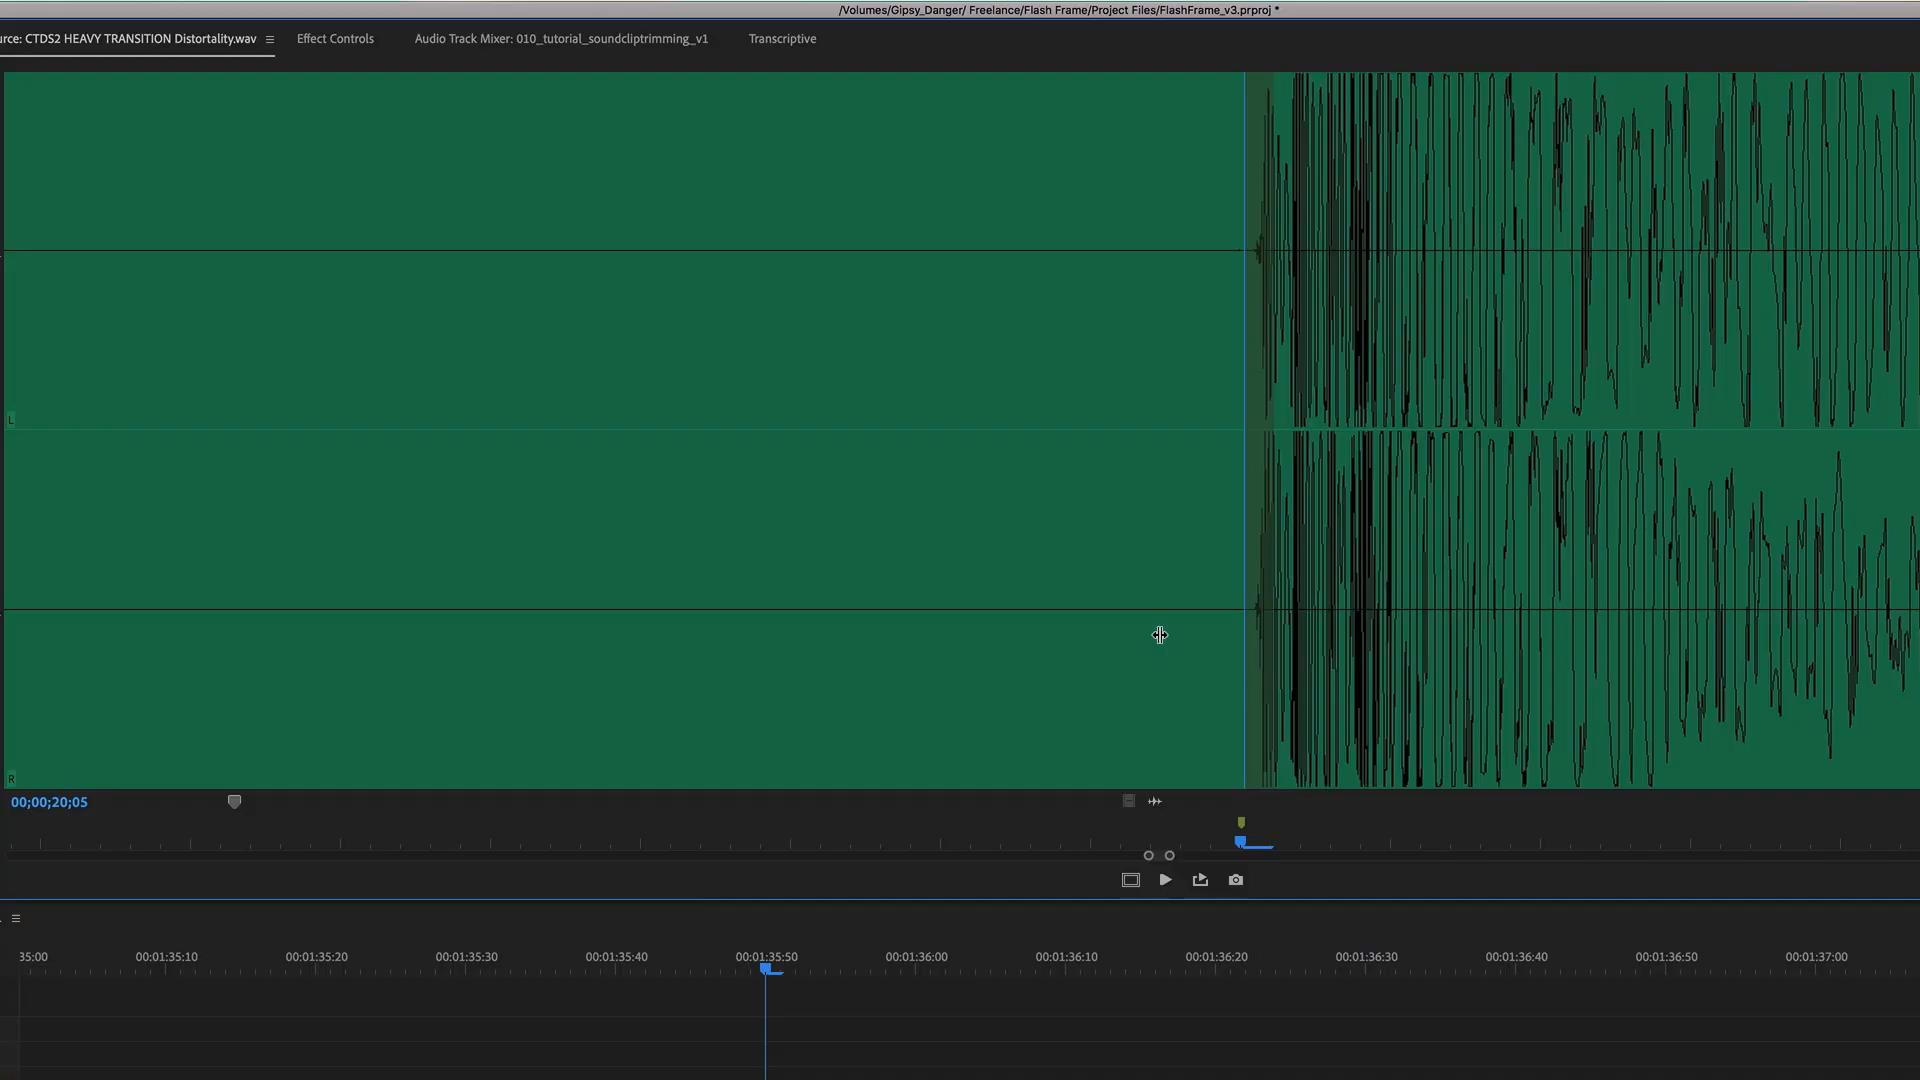 /Volumes/Gipsy_Danger/ Freelance/Flash Frame/Project Files/FlashFrame_v3.prproj *
urce: CTDS2 HEAVY TRANSITION Distortality.wav Effect Controls Audio Track Mixer: 010_tutorial_soundcliptrimming_v1 Transcriptive
L
R
00;00;20;05
35:00 00:01:35:10 00:01:35:20 00:01:35:30 00:01:35:40 00:01:35:50 00:01:36:00 00:01:36:10 00:01:36:20 00:01:36:30 00:01:36:40 00:01:36:50 00:01:37:00